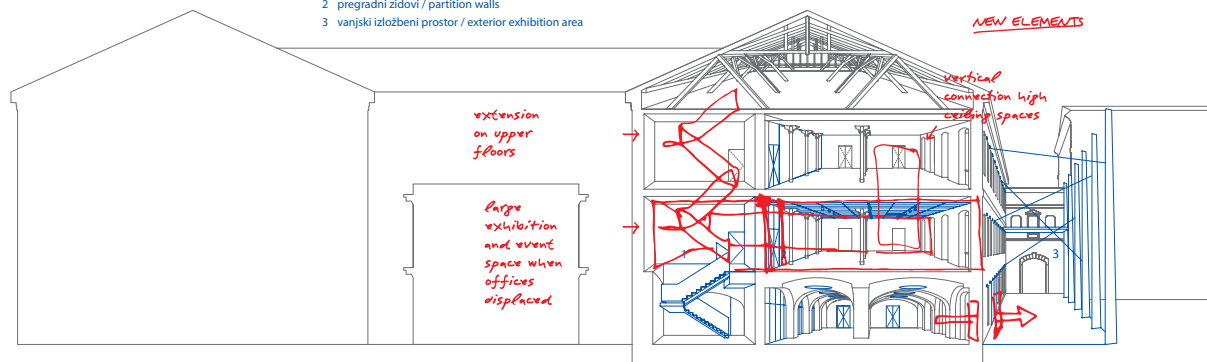 2 pregradni zidovi / partition walls
3 vanjski izložbeni prostor / exterior exhibition area
NEW ELEMENTS
vertical
connection high
ceiling spaces
extension
on upper
floors
large
exhibition
and event
space when
offices
displaced
1
3